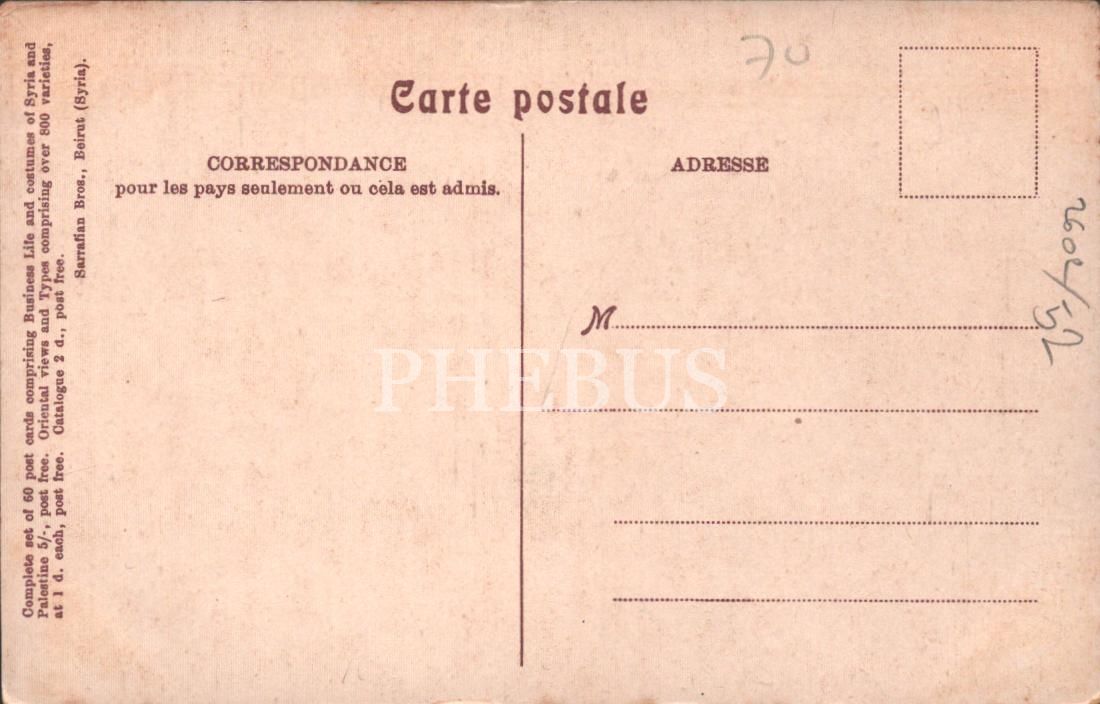 Complete set of 60 post cards comprising Business Life and costumes of Syria and
Palestine 5/-, post free. Oriental views and Types comprising over 800 varieties,
at 1 d. each, post free. Catalogue 2 d., post free.
Sarrafian Bros., Beirut (Syria).
70
Carte postale
CORRESPONDANCE
pour les pays seulement ou cela est admis.
ADRESSE
M
PHEBUS